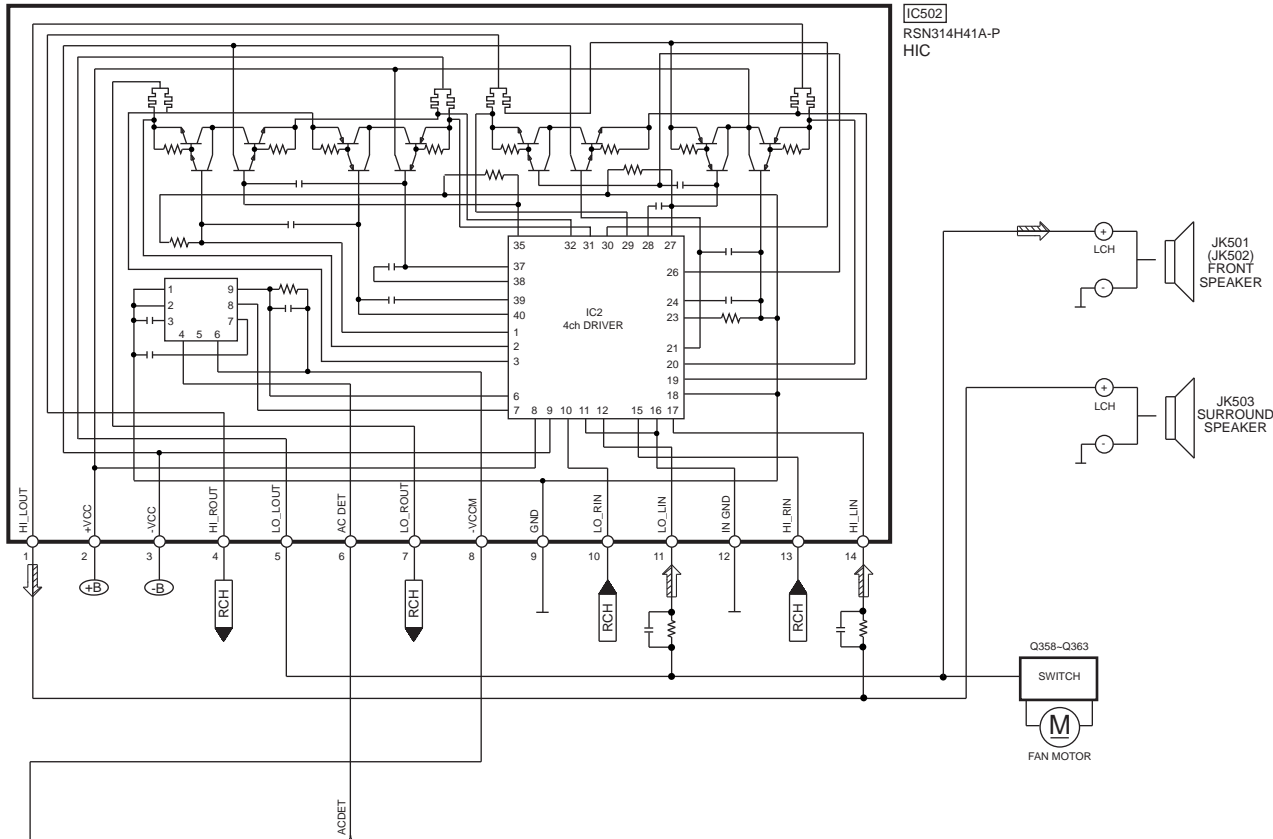 IC502
RSN314H41A-P
HIC
35
32
31
30
29
28
27
37
38
39
40
1
2
3
6
7
IC2
4ch DRIVER
26
24
23
21
20
19
18
8
9
10
11
12
15
16
17
1
2
3
4
5
6
7
8
9
+
LCH
-
JK501
(JK502)
FRONT
SPEAKER
+
LCH
-
JK503
SURROUND
SPEAKER
HI_LOUT
+VCC
-VCC
HI_ROUT
LO_LOUT
AC DET
LO_ROUT
-VCCM
GND
LO_RIN
LO_LIN
IN GND
HI_RIN
HI_LIN
1
2
3
4
5
6
7
8
9
10
11
12
13
14
+B
-B
RCH
RCH
RCH
RCH
Q358~Q363
SWITCH
M
FAN MOTOR
ACDET